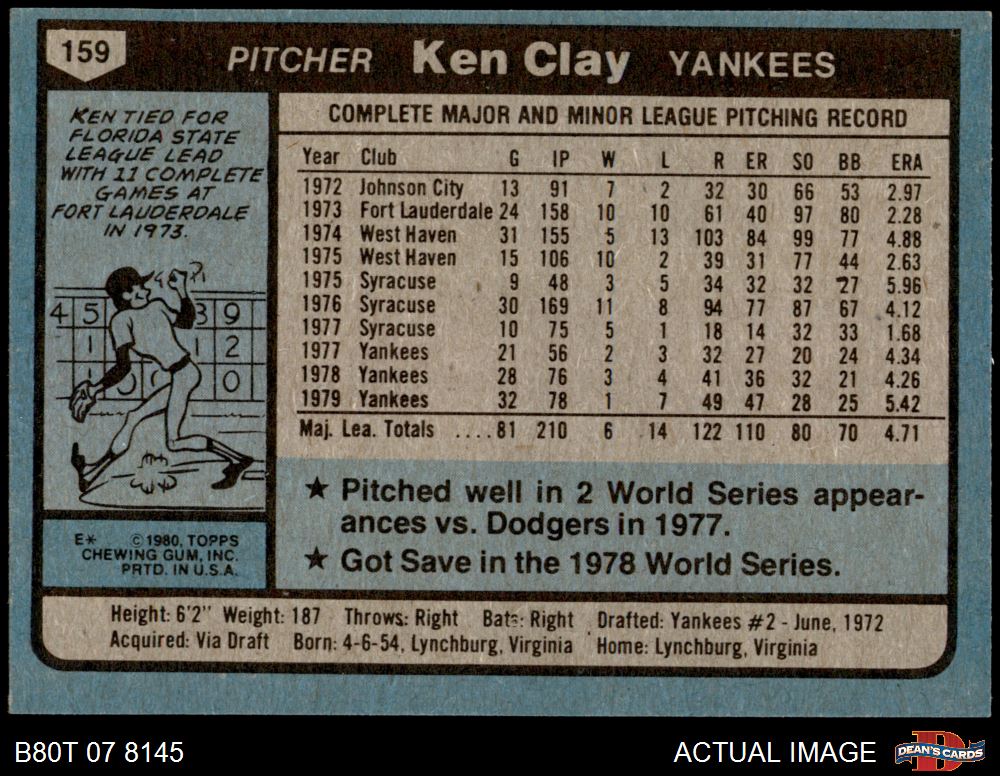 159
PITCHER Ken Clay YANKEES
KEN TIED FOR
FLORIDA STATE
LEAGUE LEAD
WITH 11 COMPLETE
GAMES AT
FORT LAUDERDALE
IN 1973.
4 5 3 9
1 1 2
1 0 0 0
E* © 1980, TOPPS
CHEWING GUM, INC.
PRTD. IN U.S.A.
COMPLETE MAJOR AND MINOR LEAGUE PITCHING RECORD
Year Club G IP W L R ER SO BB ERA
1972 Johnson City 13 91 7 2 32 30 66 53 2.97
1973 Fort Lauderdale 24 158 10 10 61 40 97 80 2.28
1974 West Haven 31 155 5 13 103 84 99 77 4.88
1975 West Haven 15 106 10 2 39 31 77 44 2.63
1975 Syracuse 9 48 3 5 34 32 32 27 5.96
1976 Syracuse 30 169 11 8 94 77 87 67 4.12
1977 Syracuse 10 75 5 1 18 14 32 33 1.68
1977 Yankees 21 56 2 3 32 27 20 24 4.34
1978 Yankees 28 76 3 4 41 36 32 21 4.26
1979 Yankees 32 78 1 7 49 47 28 25 5.42
Maj. Lea. Totals ....81 210 6 14 122 110 80 70 4.71
★ Pitched well in 2 World Series appear-
ances vs. Dodgers in 1977.
★ Got Save in the 1978 World Series.
Height: 6'2" Weight: 187 Throws: Right Bats: Right Drafted: Yankees #2 - June, 1972
Acquired: Via Draft Born: 4-6-54, Lynchburg, Virginia Home: Lynchburg, Virginia
B80T 07 8145
ACTUAL IMAGE
DEAN'S CARDS